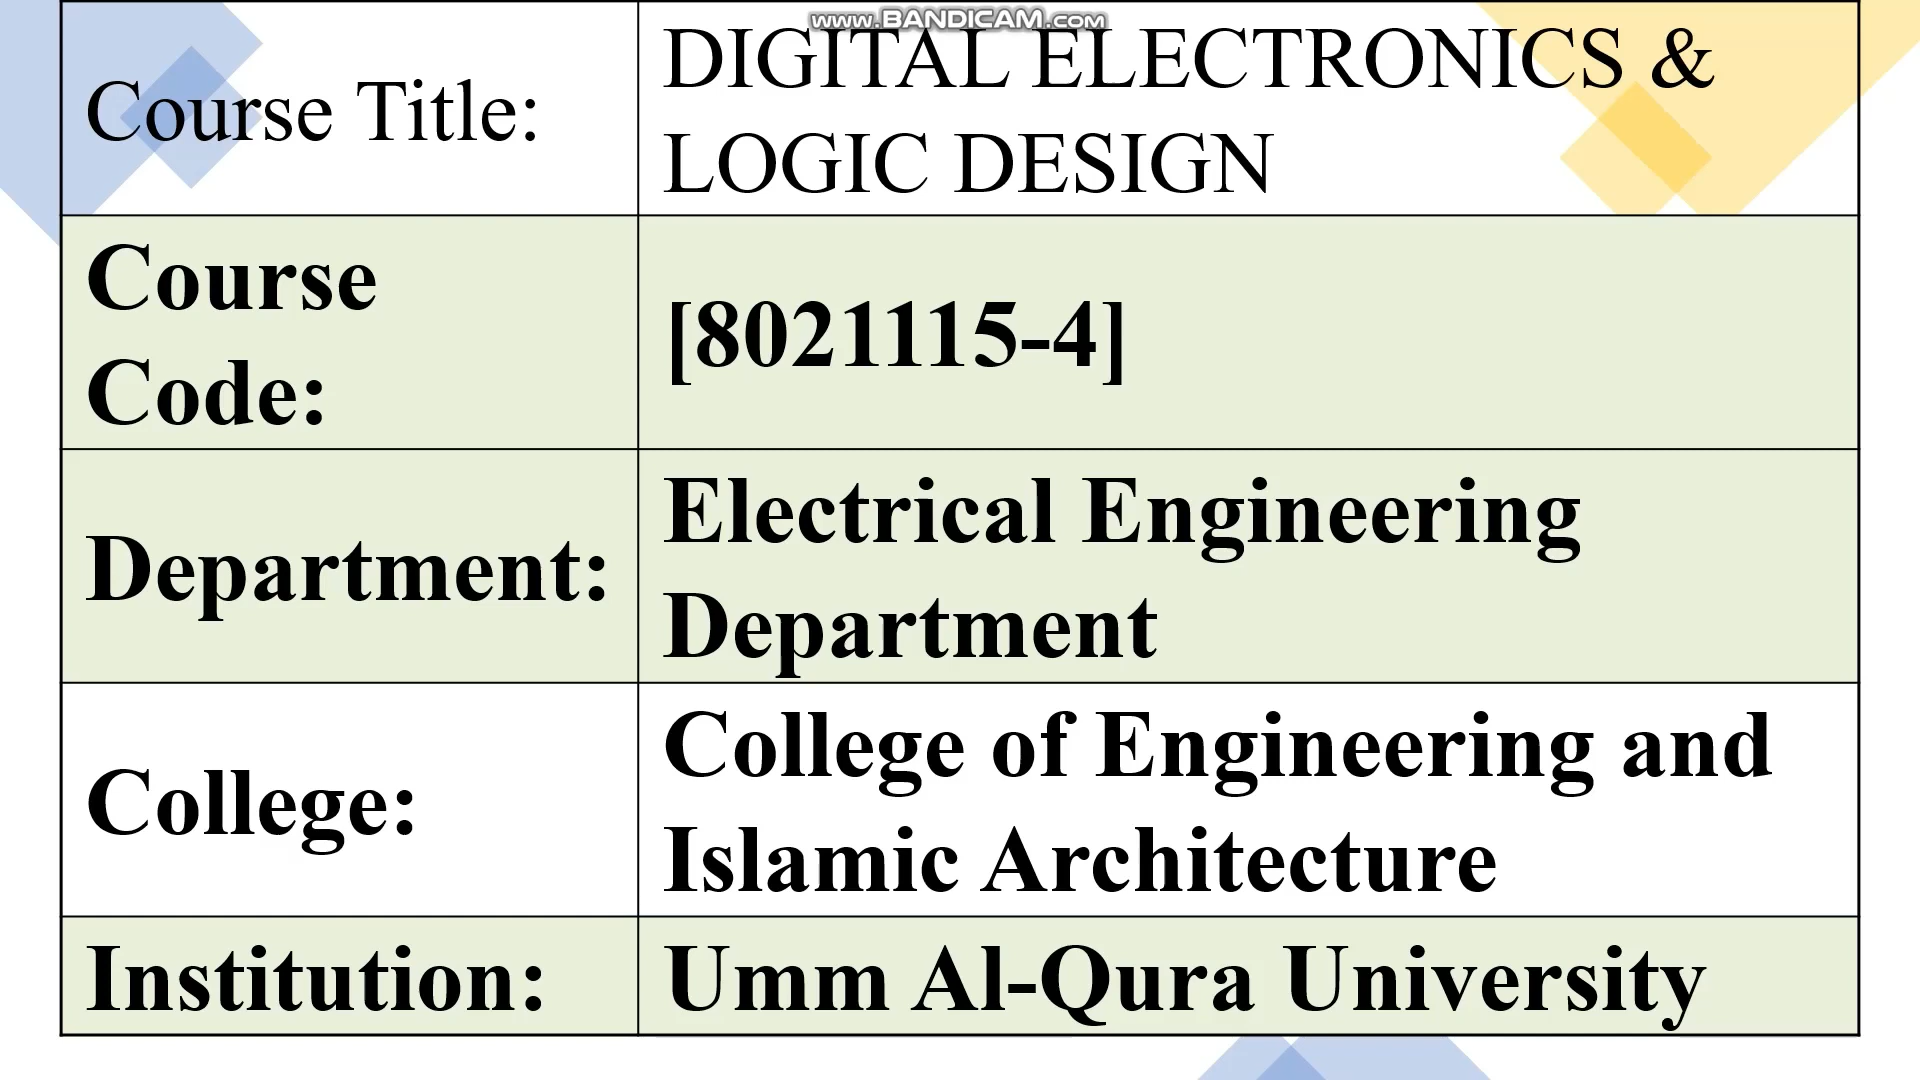 www.BANDICAM.com
Course Title:
DIGITAL ELECTRONICS &
LOGIC DESIGN
Course
Code:
[8021115-4]
Department:
Electrical Engineering
Department
College:
College of Engineering and
Islamic Architecture
Institution:
Umm Al-Qura University